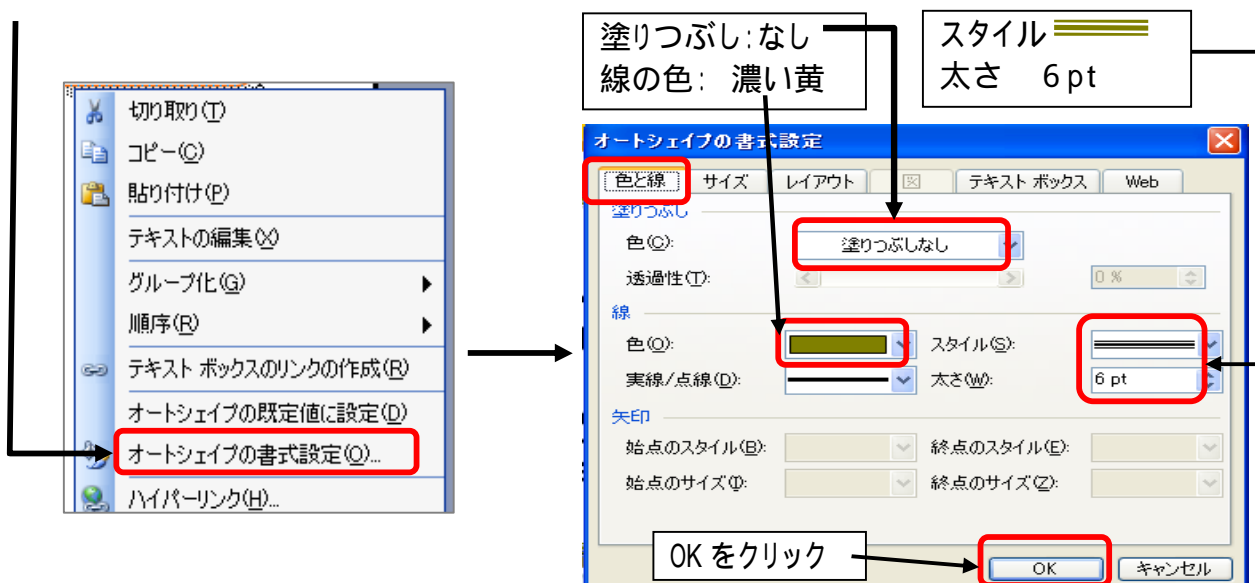 塗りつぶし:なし
線の色: 濃い黄
スタイル
太さ 6pt
切り取り(T)
コピー(C)
貼り付け(P)
テキストの編集(X)
グループ化(G)
順序(R)
テキスト ボックスのリンクの作成(R)
オートシェイプの既定値に設定(D)
オートシェイプの書式設定(O)...
ハイパーリンク(H)...
オートシェイプの書式設定
色と線 サイズ レイアウト 図 テキスト ボックス Web
塗りつぶし
色(C): 塗りつぶしなし
透過性(T): 0 %
線
色(O): スタイル(S):
実線/点線(D): 太さ(W): 6 pt
矢印
始点のスタイル(B): 終点のスタイル(E):
始点のサイズ(I): 終点のサイズ(Z):
OK をクリック
OK キャンセル